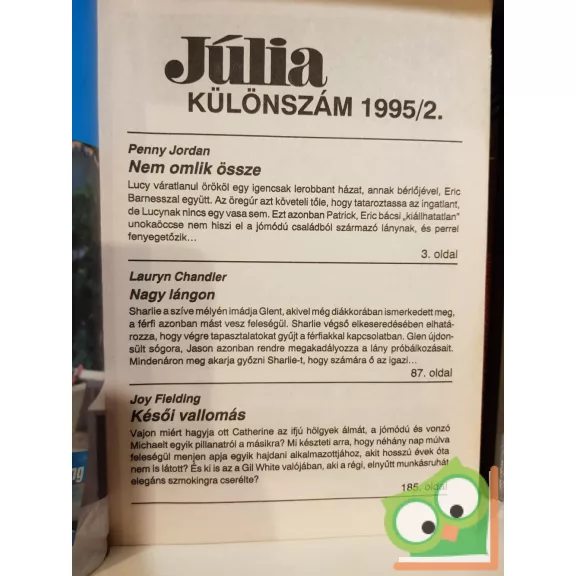 Júlia
KÜLÖNSZÁM 1995/2.
Penny Jordan
Nem omlik össze
Lucy váratlanul örököl egy igencsak lerobbant házat, annak bérlőjével, Eric
Barnesszal együtt. Az öregúr azt követeli tőle, hogy tataroztassa az ingatlant,
de Lucynak nincs egy vasa sem. Ezt azonban Patrick, Eric bácsi „kiállhatatlan”
unokaöccse nem hiszi el a jómódú családból származó lánynak, és perrel
fenyegetőzik...
3. oldal
Lauryn Chandler
Nagy lángon
Sharlie a szíve mélyén imádja Glent, akivel még diákkorában ismerkedett meg,
a férfi azonban mást vesz feleségül. Sharlie végső elkeseredésében elhatá-
rozza, hogy végre tapasztalatokat gyűjt a férfiakkal kapcsolatban. Glen újdon-
sült sógora, Jason azonban rendre megakadályozza a lány próbálkozásait.
Mindenáron meg akarja győzni Sharlie-t, hogy számára ő az igazi...
87. oldal
Joy Fielding
Késői vallomás
Vajon miért hagyja ott Catherine az ifjú hölgyek álmát, a jómódú és vonzó
Michaelt egyik pillanatról a másikra? Mi készteti arra, hogy néhány nap múlva
feleségül menjen apja egyik hajdani alkalmazottjához, akit hosszú évek óta
nem is látott? És ki is az a Gil White valójában, aki a régi, elnyűtt munkásruhát
elegáns szmokingra cserélte?
185. oldal